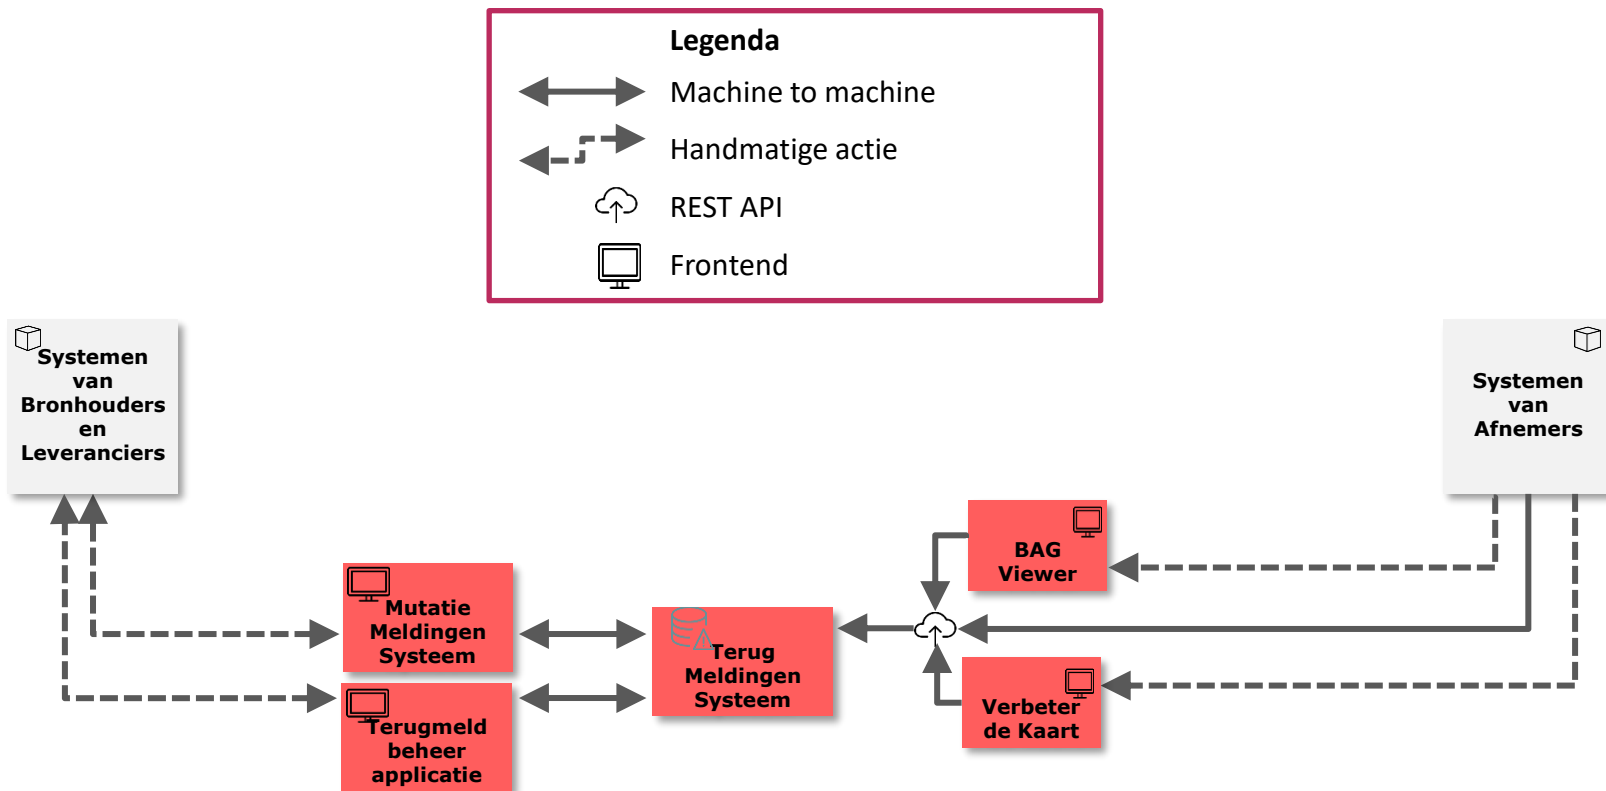 Legenda
Machine to machine
Handmatige actie
REST API
Frontend
Systemen
van
Bronhouders
en
Leveranciers
Systemen
van
Afnemers
BAG
Viewer
Mutatie
Meldingen
Systeem
Terug
Meldingen
Systeem
Verbeter
de Kaart
Terugmeld
beheer
applicatie